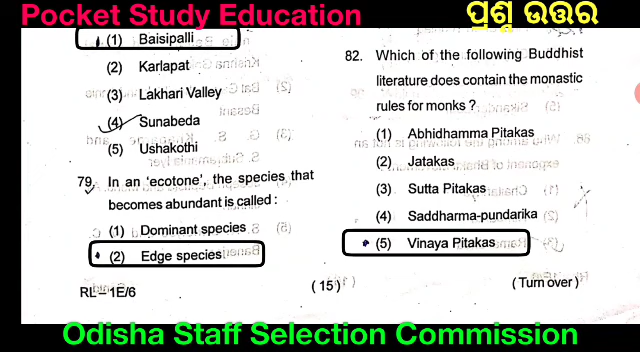 Pocket Study Education
ପ୍ରଶ୍ନ ଉତ୍ତର
(1) Baisipalli
(2) Karlapat
(3) Lakhari Valley
(4) Sunabeda
(5) Ushakothi
79. In an ‘ecotone’, the species that
becomes abundant is called :
(1) Dominant species
(2) Edge species
RL – 1E/6
82. Which of the following Buddhist
literature does contain the monastic
rules for monks ?
(1) Abhidhamma Pitakas
(2) Jatakas
(3) Sutta Pitakas
(4) Saddharma-pundarika
(5) Vinaya Pitakas
( 15 )
( Turn over )
Odisha Staff Selection Commission